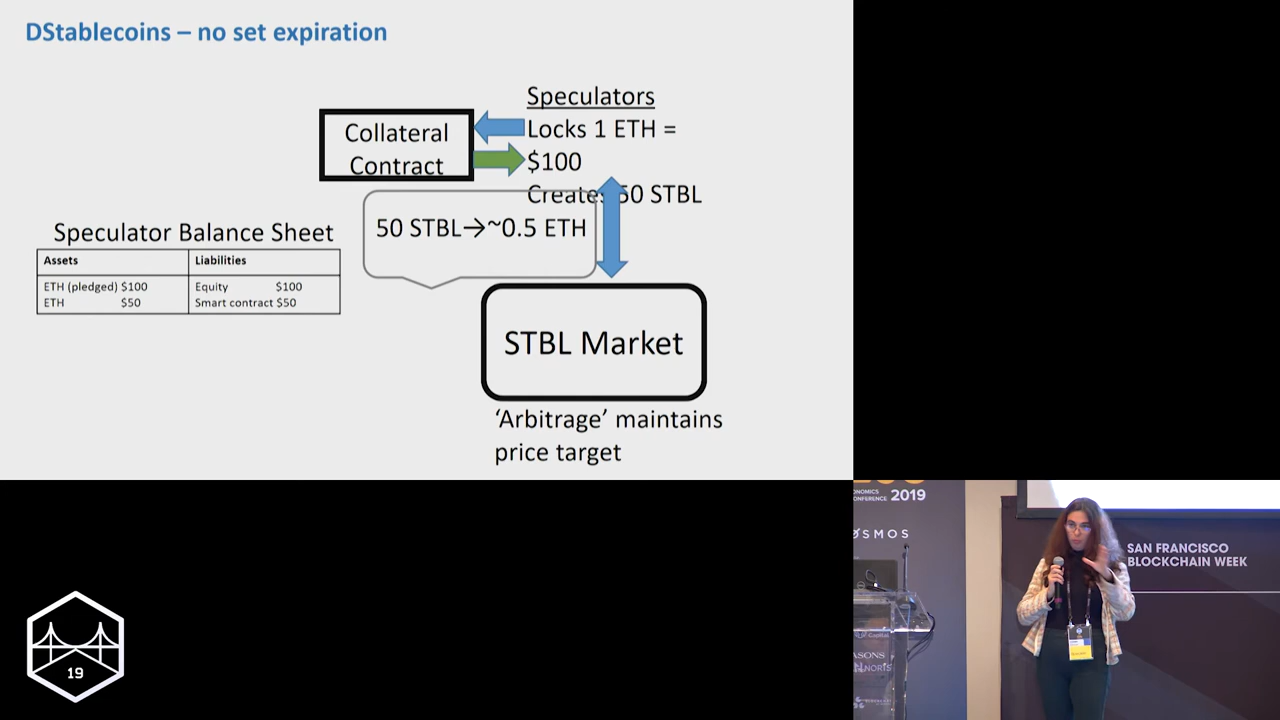 DStablecoins – no set expiration
Speculators
Locks 1 ETH =
$100
Creates 50 STBL
Collateral
Contract
50 STBL→~0.5 ETH
Speculator Balance Sheet
Assets Liabilities
ETH (pledged) $100 Equity $100
ETH $50 Smart contract $50
STBL Market
‘Arbitrage’ maintains
price target
19
ONOMICS
ONFERENCE 2019
OSMOS
SAN FRANCISCO
BLOCKCHAIN WEEK